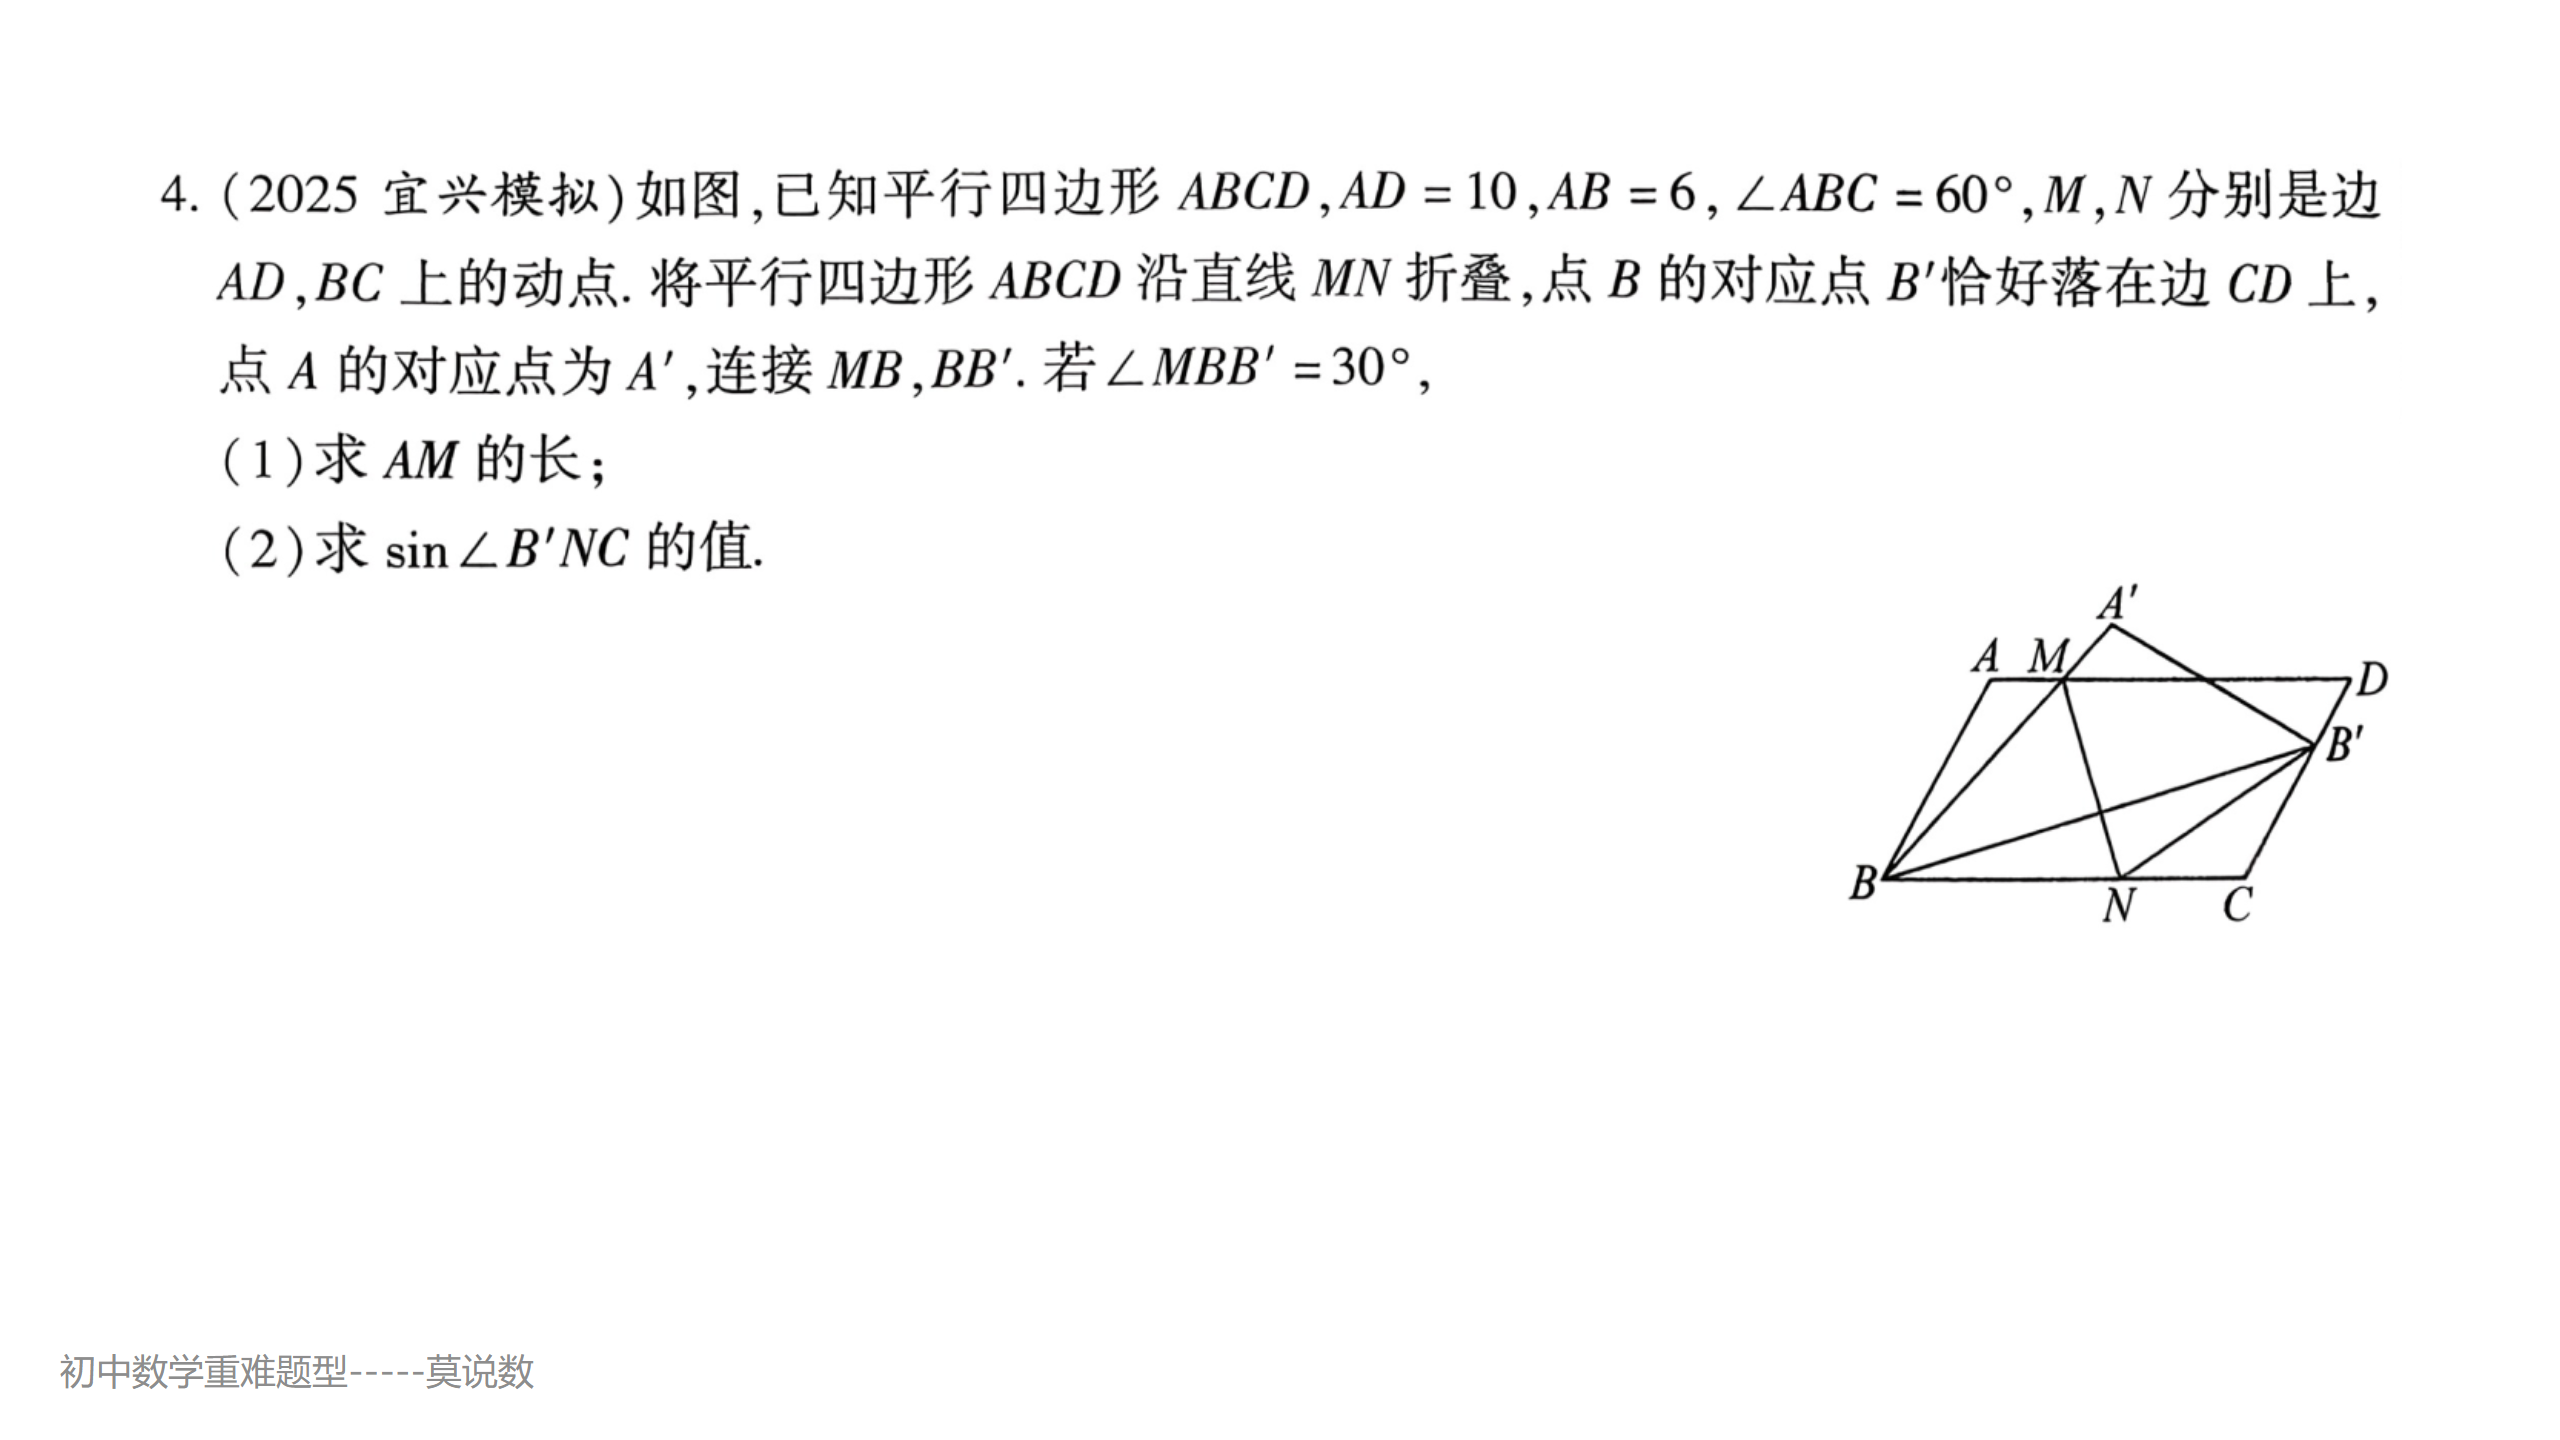 4. (2025 宜兴模拟)如图,已知平行四边形 ABCD,AD = 10,AB = 6,∠ABC = 60°,M,N 分别是边
AD,BC 上的动点. 将平行四边形 ABCD 沿直线 MN 折叠,点 B 的对应点 B′恰好落在边 CD 上,
点 A 的对应点为 A′,连接 MB,BB′. 若∠MBB′ = 30°,
(1)求 AM 的长;
(2)求 sin∠B′NC 的值.
A′
A M
D
B′
B
N
C
初中数学重难题型-----莫说数